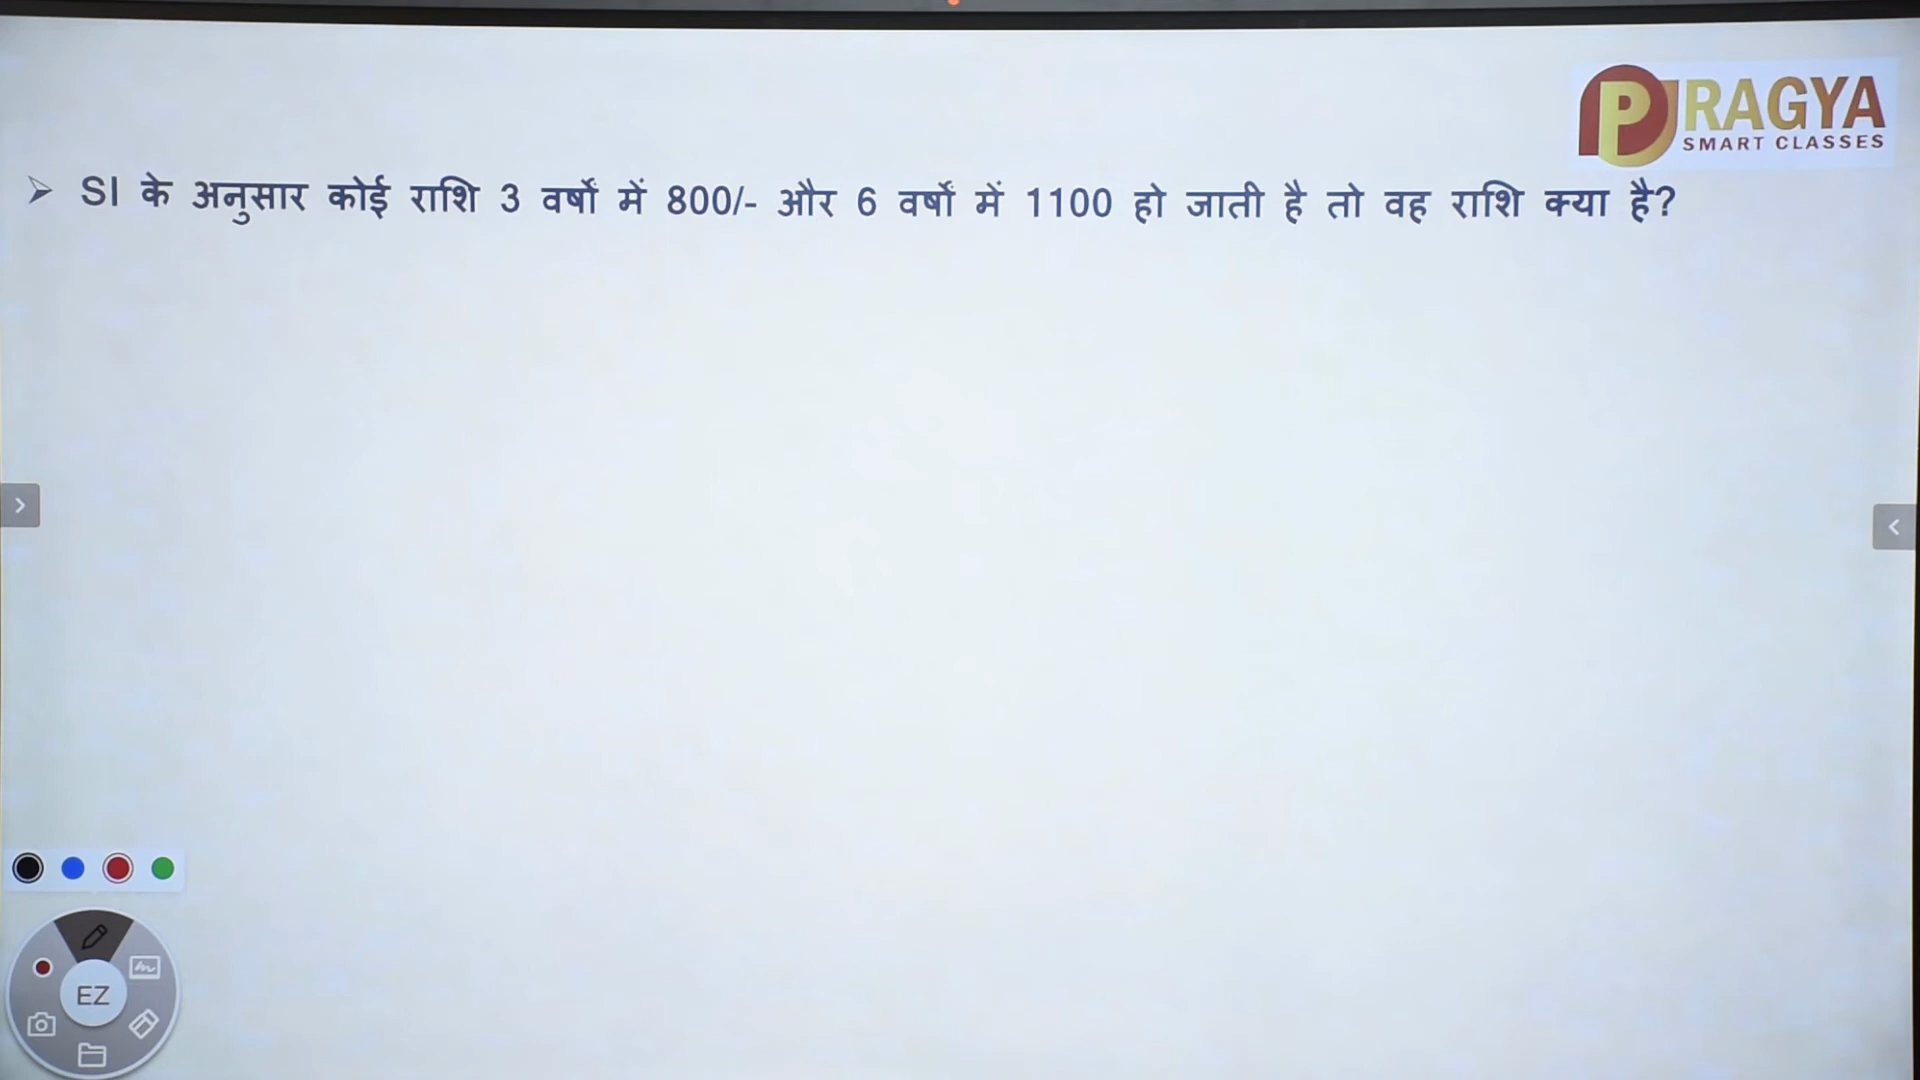 PRAGYA
SMART CLASSES
➢ SI के अनुसार कोई राशि 3 वर्षों में 800/- और 6 वर्षों में 1100 हो जाती है तो वह राशि क्या है?
EZ